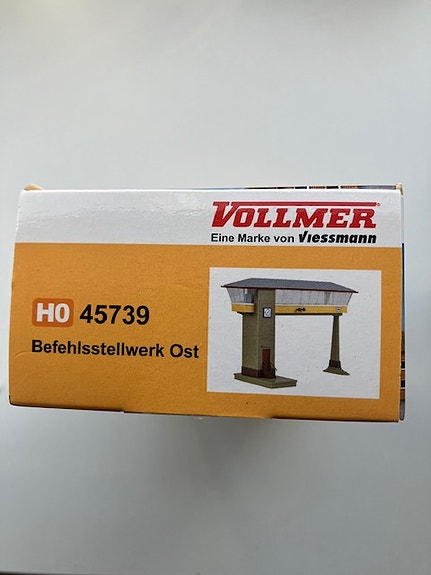 VOLLMER
Eine Marke von Viessmann
H0 45739
Befehlsstellwerk Ost